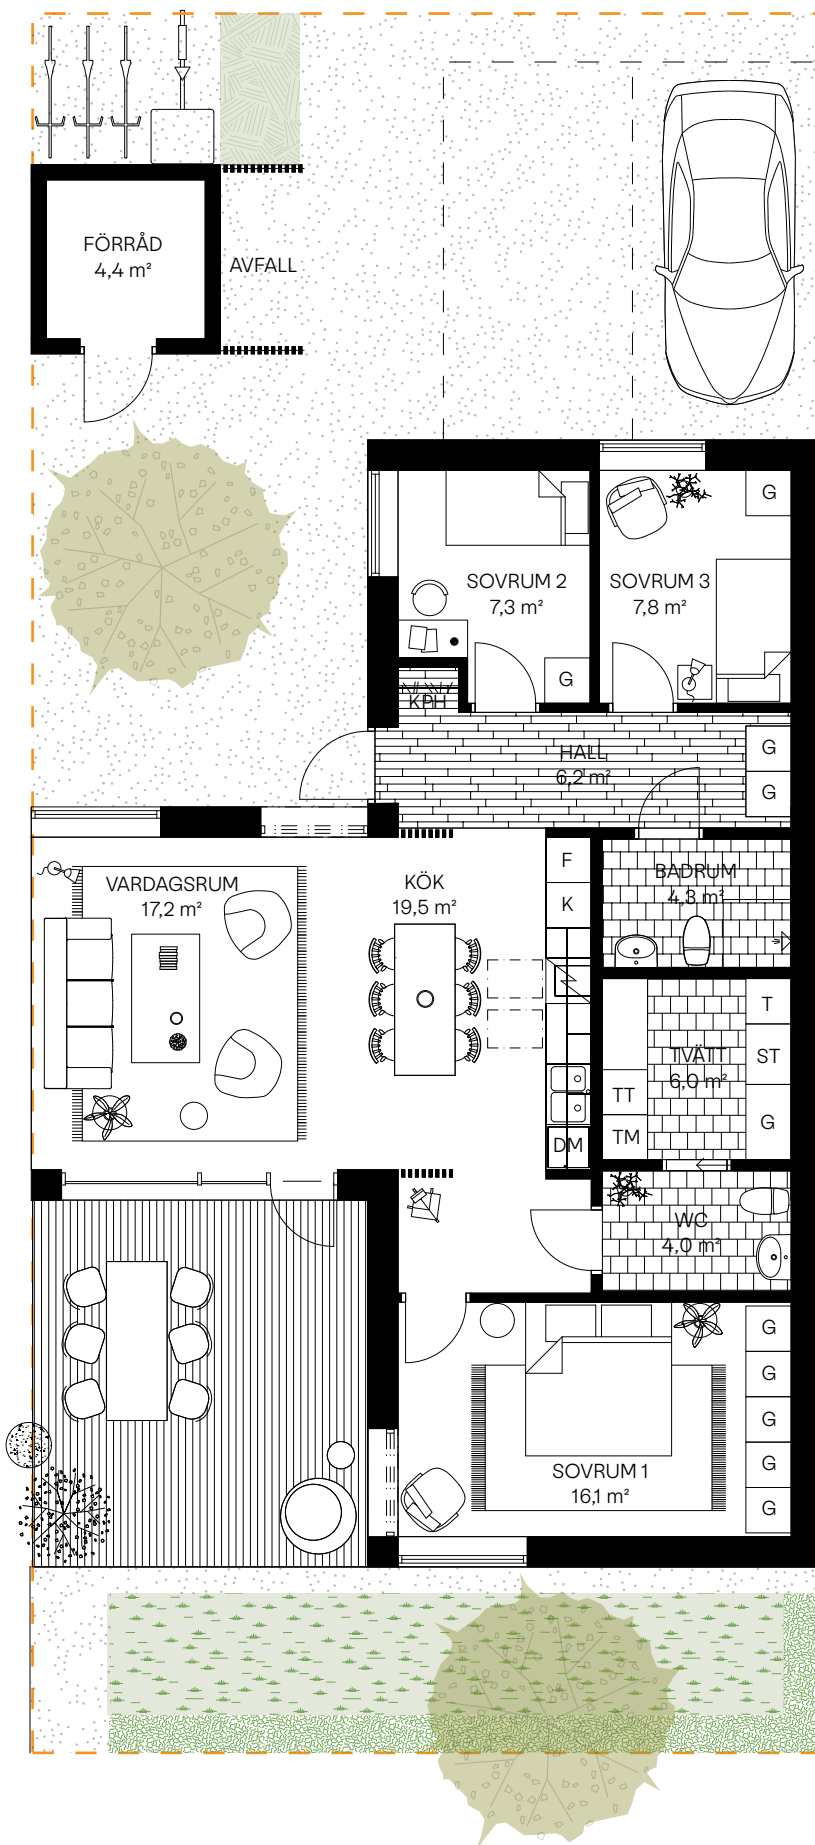 FÖRRÅD
4,4 m²
AVFALL
G
SOVRUM 2
7,3 m²
SOVRUM 3
7,8 m²
G
KPH
HALL
6,2 m²
G
G
VARDAGSRUM
17,2 m²
KÖK
19,5 m²
F
K
BADRUM
4,3 m²
T
TVÄTT
6,0 m²
ST
TT
G
TM
DM
WC
4,0 m²
G
G
G
G
G
SOVRUM 1
16,1 m²